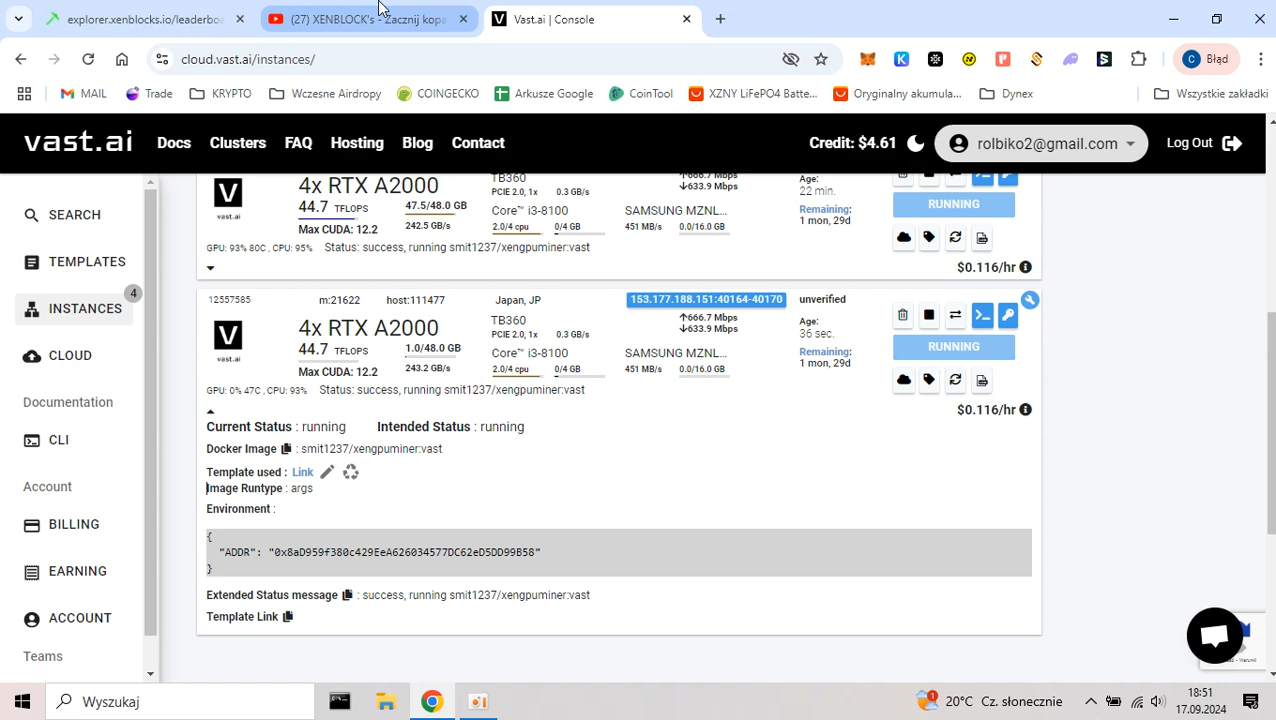 explorer.xenblocks.io/leaderboa
(27) XENBLOCK's - Zacznij kopa
Vast.ai | Console
cloud.vast.ai/instances/
C Błąd
MAIL
Trade
KRYPTO
Wczesne Airdropy
COINGECKO
Arkusze Google
CoinTool
XZNY LiFePO4 Batte...
Oryginalny akumula...
Dynex
Wszystkie zakładki
vast.ai
Docs
Clusters
FAQ
Hosting
Blog
Contact
Credit: $4.61
rolbiko2@gmail.com
Log Out
SEARCH
TEMPLATES
INSTANCES
4
CLOUD
Documentation
CLI
Account
BILLING
EARNING
ACCOUNT
Teams
vast.ai
4x RTX A2000
44.7 TFLOPS
Max CUDA: 12.2
47.5/48.0 GB
242.5 GB/s
TB360
PCIE 2.0, 1x 0.3 GB/s
Core™ i3-8100
2.0/4 cpu 0/4 GB
↑666.7 Mbps
↓633.9 Mbps
SAMSUNG MZNL...
451 MB/s 0.0/16.0 GB
Age:
22 min.
Remaining:
1 mon, 29d
RUNNING
GPU: 93% 80C, CPU: 95% Status: success, running smit1237/xengpuminer:vast
$0.116/hr
12557585
m:21622
host:111477
Japan, JP
153.177.188.151:40164-40170
unverified
vast.ai
4x RTX A2000
44.7 TFLOPS
Max CUDA: 12.2
1.0/48.0 GB
243.2 GB/s
TB360
PCIE 2.0, 1x 0.3 GB/s
Core™ i3-8100
2.0/4 cpu 0/4 GB
↑666.7 Mbps
↓633.9 Mbps
SAMSUNG MZNL...
451 MB/s 0.0/16.0 GB
Age:
36 sec.
Remaining:
1 mon, 29d
RUNNING
GPU: 0% 47C, CPU: 93% Status: success, running smit1237/xengpuminer:vast
$0.116/hr
Current Status : running Intended Status : running
Docker Image : smit1237/xengpuminer:vast
Template used : Link
Image Runtype : args
Environment :
{
"ADDR": "0x8aD959f380c429EeA626034577DC62eD5DD99B58"
}
Extended Status message : success, running smit1237/xengpuminer:vast
Template Link
Wyszukaj
1
20°C Cz. słonecznie
18:51
17.09.2024